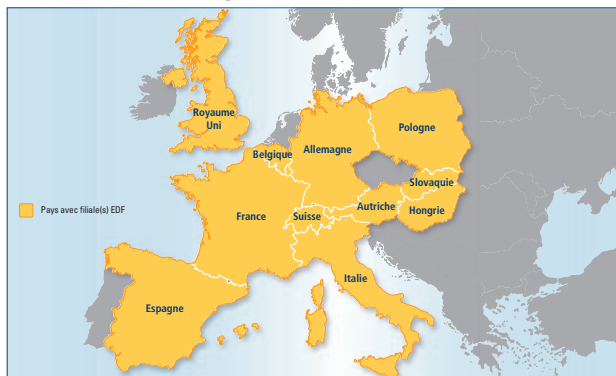 Royaume
Uni
Pologne
Belgique
Allemagne
Slovaquie
Autriche
Pays avec filiale(s) EDF
France
Suisse
Hongrie
Italie
Espagne